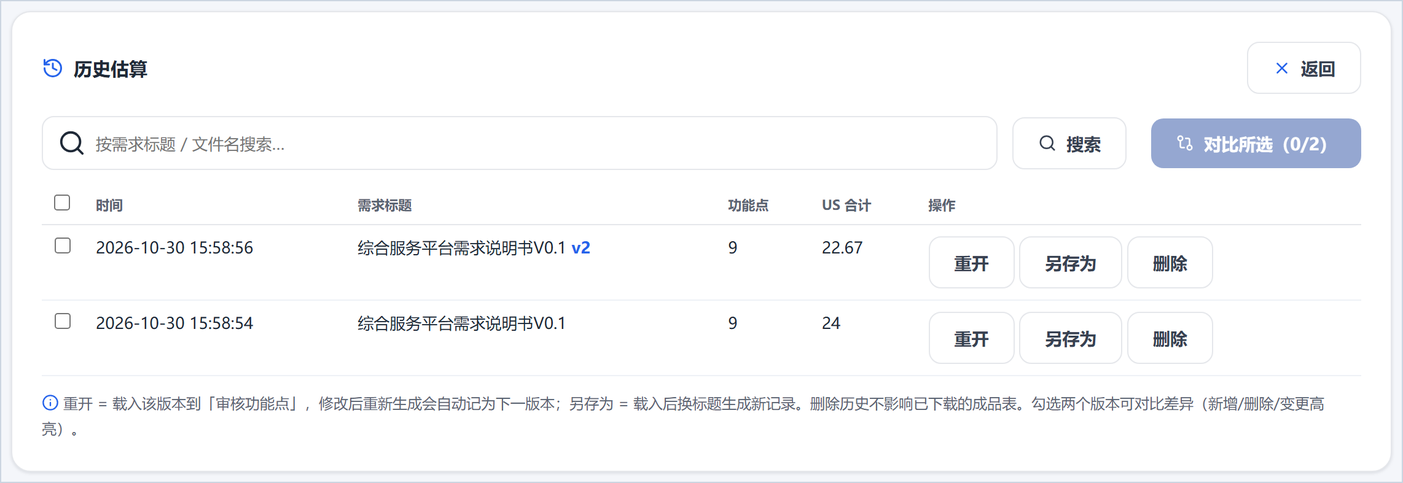 历史估算
返回
按需求标题 / 文件名搜索...
搜索
对比所选（0/2）
时间 需求标题 功能点 US 合计 操作
2026-10-30 15:58:56 综合服务平台需求说明书V0.1 v2 9 22.67 重开 另存为 删除
2026-10-30 15:58:54 综合服务平台需求说明书V0.1 9 24 重开 另存为 删除
重开 = 载入该版本到「审核功能点」，修改后重新生成会自动记为下一版本；另存为 = 载入后换标题生成新记录。删除历史不影响已下载的成品表。勾选两个版本可对比差异（新增/删除/变更高
亮）。